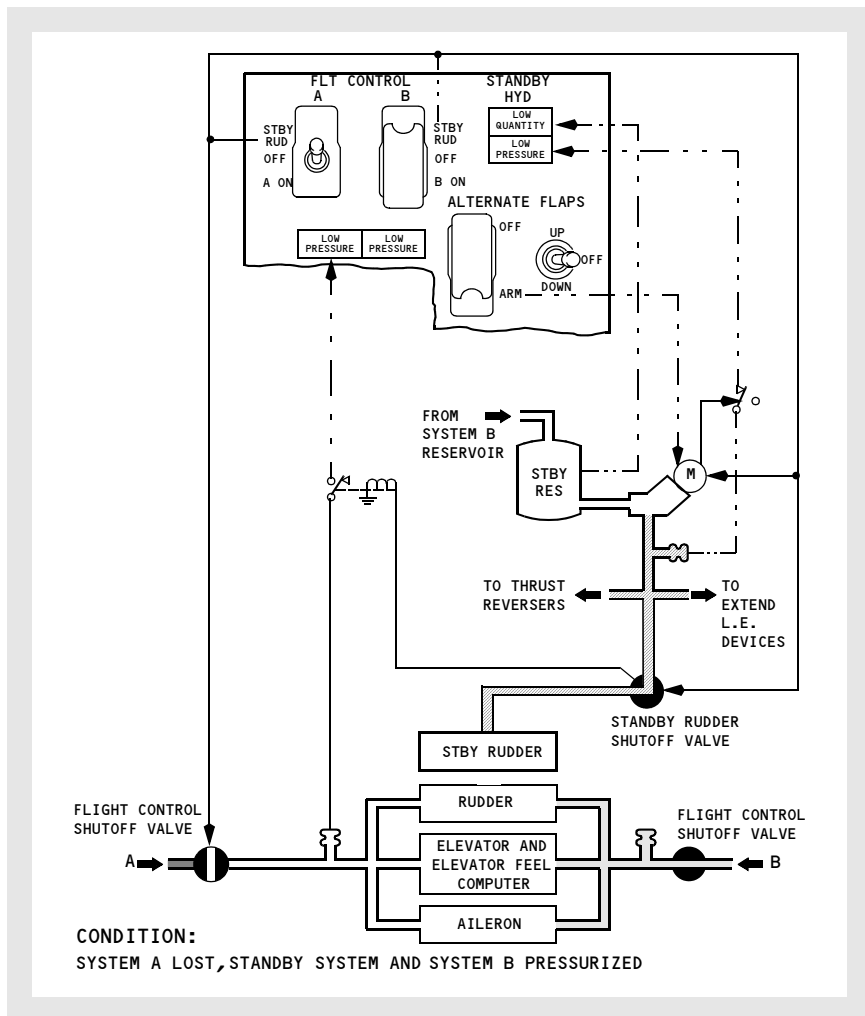 FLT CONTROL
A
B
STANDBY
HYD
LOW
QUANTITY
LOW
PRESSURE
STBY
RUD
OFF
A ON
STBY
RUD
OFF
B ON
ALTERNATE FLAPS
OFF
ARM
UP
OFF
DOWN
LOW
PRESSURE
LOW
PRESSURE
FROM
SYSTEM B
RESERVOIR
STBY
RES
M
TO THRUST
REVERSERS
TO
EXTEND
L.E.
DEVICES
STANDBY RUDDER
SHUTOFF VALVE
STBY RUDDER
RUDDER
ELEVATOR AND
ELEVATOR FEEL
COMPUTER
AILERON
FLIGHT CONTROL
SHUTOFF VALVE
A
FLIGHT CONTROL
SHUTOFF VALVE
B
CONDITION:
SYSTEM A LOST, STANDBY SYSTEM AND SYSTEM B PRESSURIZED